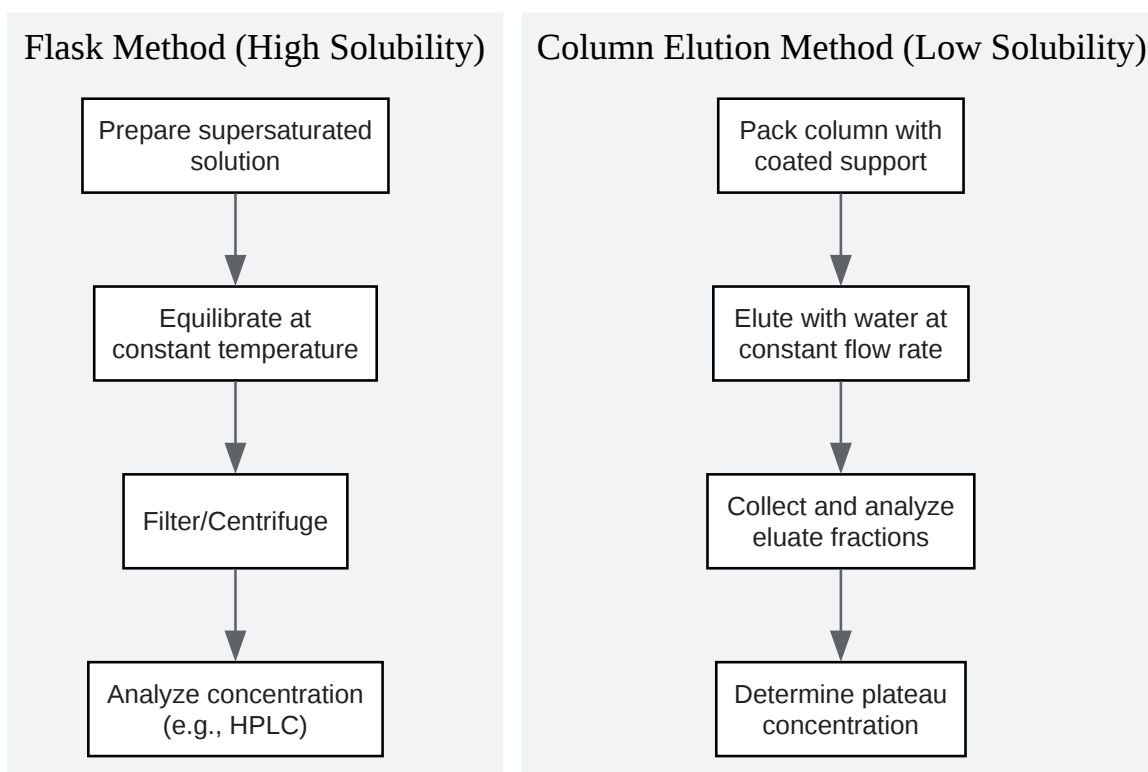 Flask Method (High Solubility)
Prepare supersaturated
solution
Equilibrate at
constant temperature
Filter/Centrifuge
Analyze concentration
(e.g., HPLC)
Column Elution Method (Low Solubility)
Pack column with
coated support
Elute with water at
constant flow rate
Collect and analyze
eluate fractions
Determine plateau
concentration